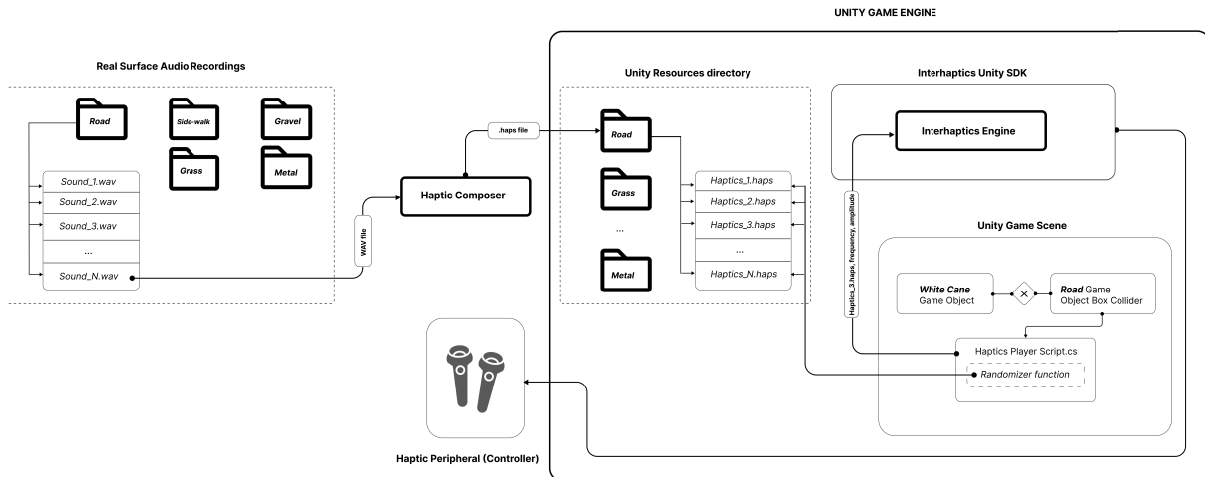 UNITY GAME ENGINE
Real Surface Audio Recordings
Road
Side-walk
Gravel
Grass
Metal
Sound_1.wav
Sound_2.wav
Sound_3.wav
...
Sound_N.wav
WAV file
Haptic Composer
.haps file
Unity Resources directory
Road
Grass
...
Metal
Haptics_1.haps
Haptics_2.haps
Haptics_3.haps
...
Haptics_N.haps
Interhaptics Unity SDK
Interhaptics Engine
Haptics_3.haps, frequency, amplitude
Unity Game Scene
White Cane
Game Object
Road Game
Object Box Collider
Haptics Player Script.cs
Randomizer function
Haptic Peripheral (Controller)